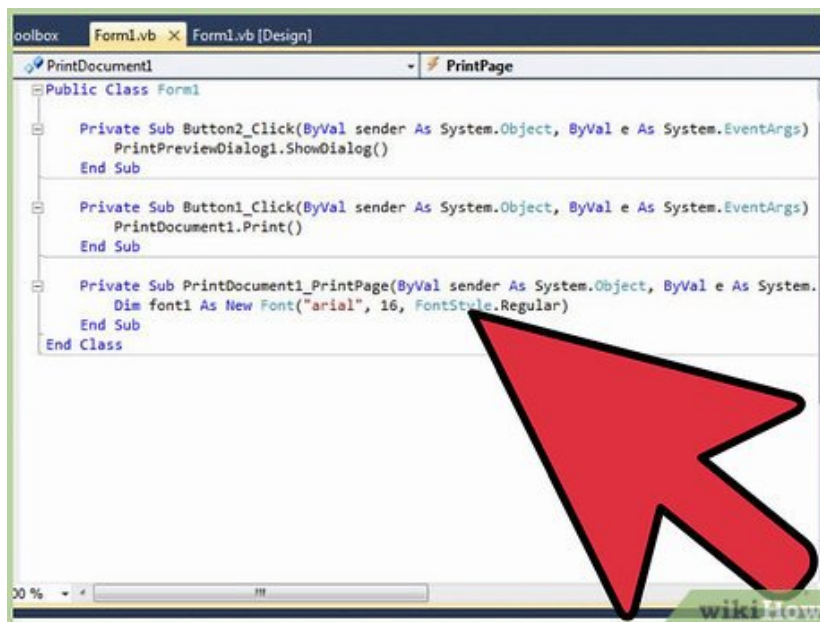 oolbox Form1.vb × Form1.vb [Design]
PrintDocument1 PrintPage
Public Class Form1
Private Sub Button2_Click(ByVal sender As System.Object, ByVal e As System.EventArgs)
PrintPreviewDialog1.ShowDialog()
End Sub
Private Sub Button1_Click(ByVal sender As System.Object, ByVal e As System.EventArgs)
PrintDocument1.Print()
End Sub
Private Sub PrintDocument1_PrintPage(ByVal sender As System.Object, ByVal e As System.
Dim font1 As New Font("arial", 16, FontStyle.Regular)
End Sub
End Class
00 %
wikiHow